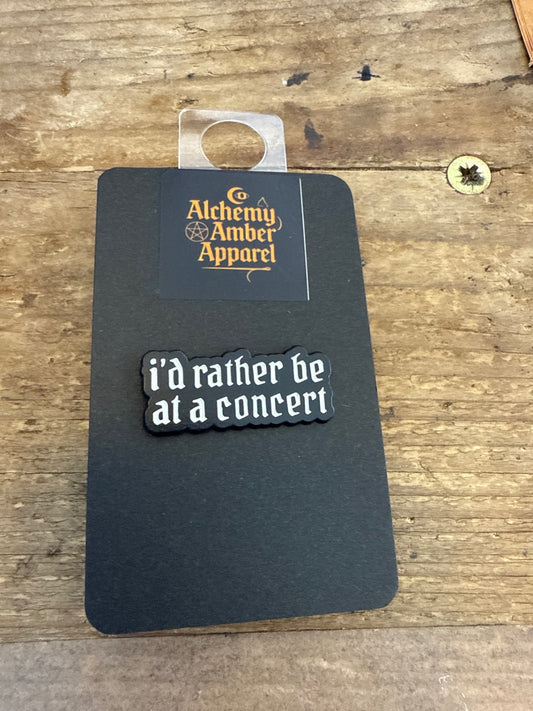 Alchemy
Amber
Apparel
i'd rather be
at a concert